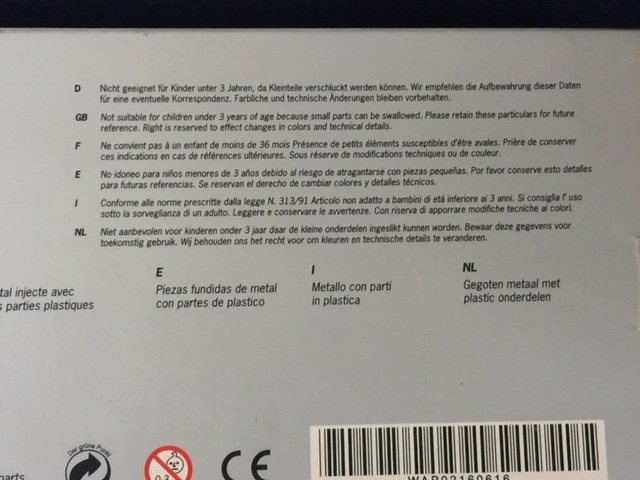 D Nicht geeignet für Kinder unter 3 Jahren, da Kleinteile verschluckt werden können. Wir empfehlen die Aufbewahrung dieser Daten
für eine eventuelle Korrespondenz. Farbliche und technische Änderungen bleiben vorbehalten.
GB Not suitable for children under 3 years of age because small parts can be swallowed. Please retain these particulars for future
reference. Right is reserved to effect changes in colors and technical details.
F Ne convient pas à un enfant de moins de 36 mois Présence de petits éléments susceptibles d'être avales. Prière de conserver
ces indications en cas de références ultérieures. Sous réserve de modifications techniques ou de couleur.
E No idoneo para niños menores de 3 años debido al riesgo de atragantarse con piezas pequeñas. Por favor conserve esto detalles
para futuras referencias. Se reservan el derecho de cambiar colores y detalles técnicos.
I Conforme alle norme prescritte dalla legge N. 313/91 Articolo non adatto a bambini di etá inferiore ai 3 anni. Si consiglia l' uso
sotto la sorveglianza di un adulto. Leggere e conservare le avvertenze. Con riserva di apporrare modifiche tecniche ai colori.
NL Niet aanbevolen voor kinderen onder 3 jaar daar de kleine onderdelen ingeslikt kunnen worden. Bewaar deze gegevens voor
toekomstig gebruik. Wij behouden ons het recht voor om kleuren en technische details te veranderen.
tal injecte avec
s parties plastiques
E
Piezas fundidas de metal
con partes de plastico
I
Metallo con parti
in plastica
NL
Gegoten metaal met
plastic onderdelen
Der grüne Punkt
0-3
CE
parts
WAR02160616